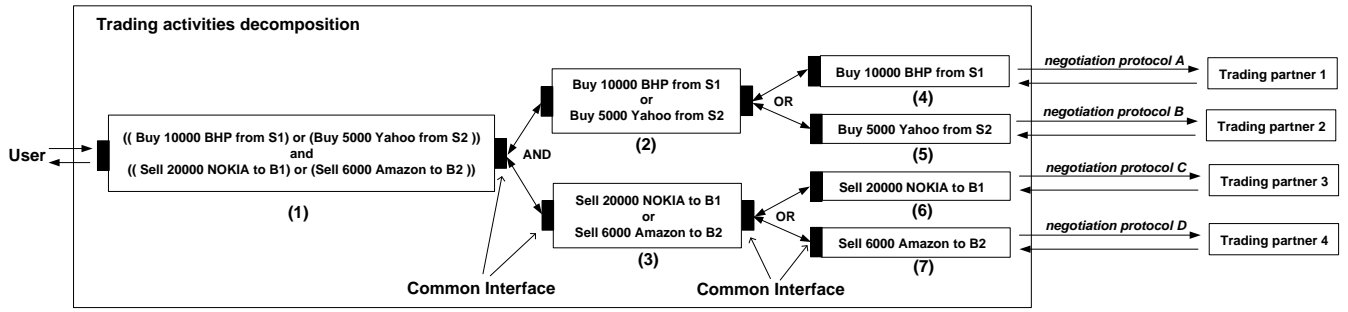 Trading activities decomposition
User
(( Buy 10000 BHP from S1) or (Buy 5000 Yahoo from S2 ))
and
(( Sell 20000 NOKIA to B1) or (Sell 6000 Amazon to B2 ))
(1)
AND
Buy 10000 BHP from S1
or
Buy 5000 Yahoo from S2
(2)
Sell 20000 NOKIA to B1
or
Sell 6000 Amazon to B2
(3)
OR
Buy 10000 BHP from S1
(4)
Buy 5000 Yahoo from S2
(5)
OR
Sell 20000 NOKIA to B1
(6)
Sell 6000 Amazon to B2
(7)
Common Interface
Common Interface
negotiation protocol A
Trading partner 1
negotiation protocol B
Trading partner 2
negotiation protocol C
Trading partner 3
negotiation protocol D
Trading partner 4